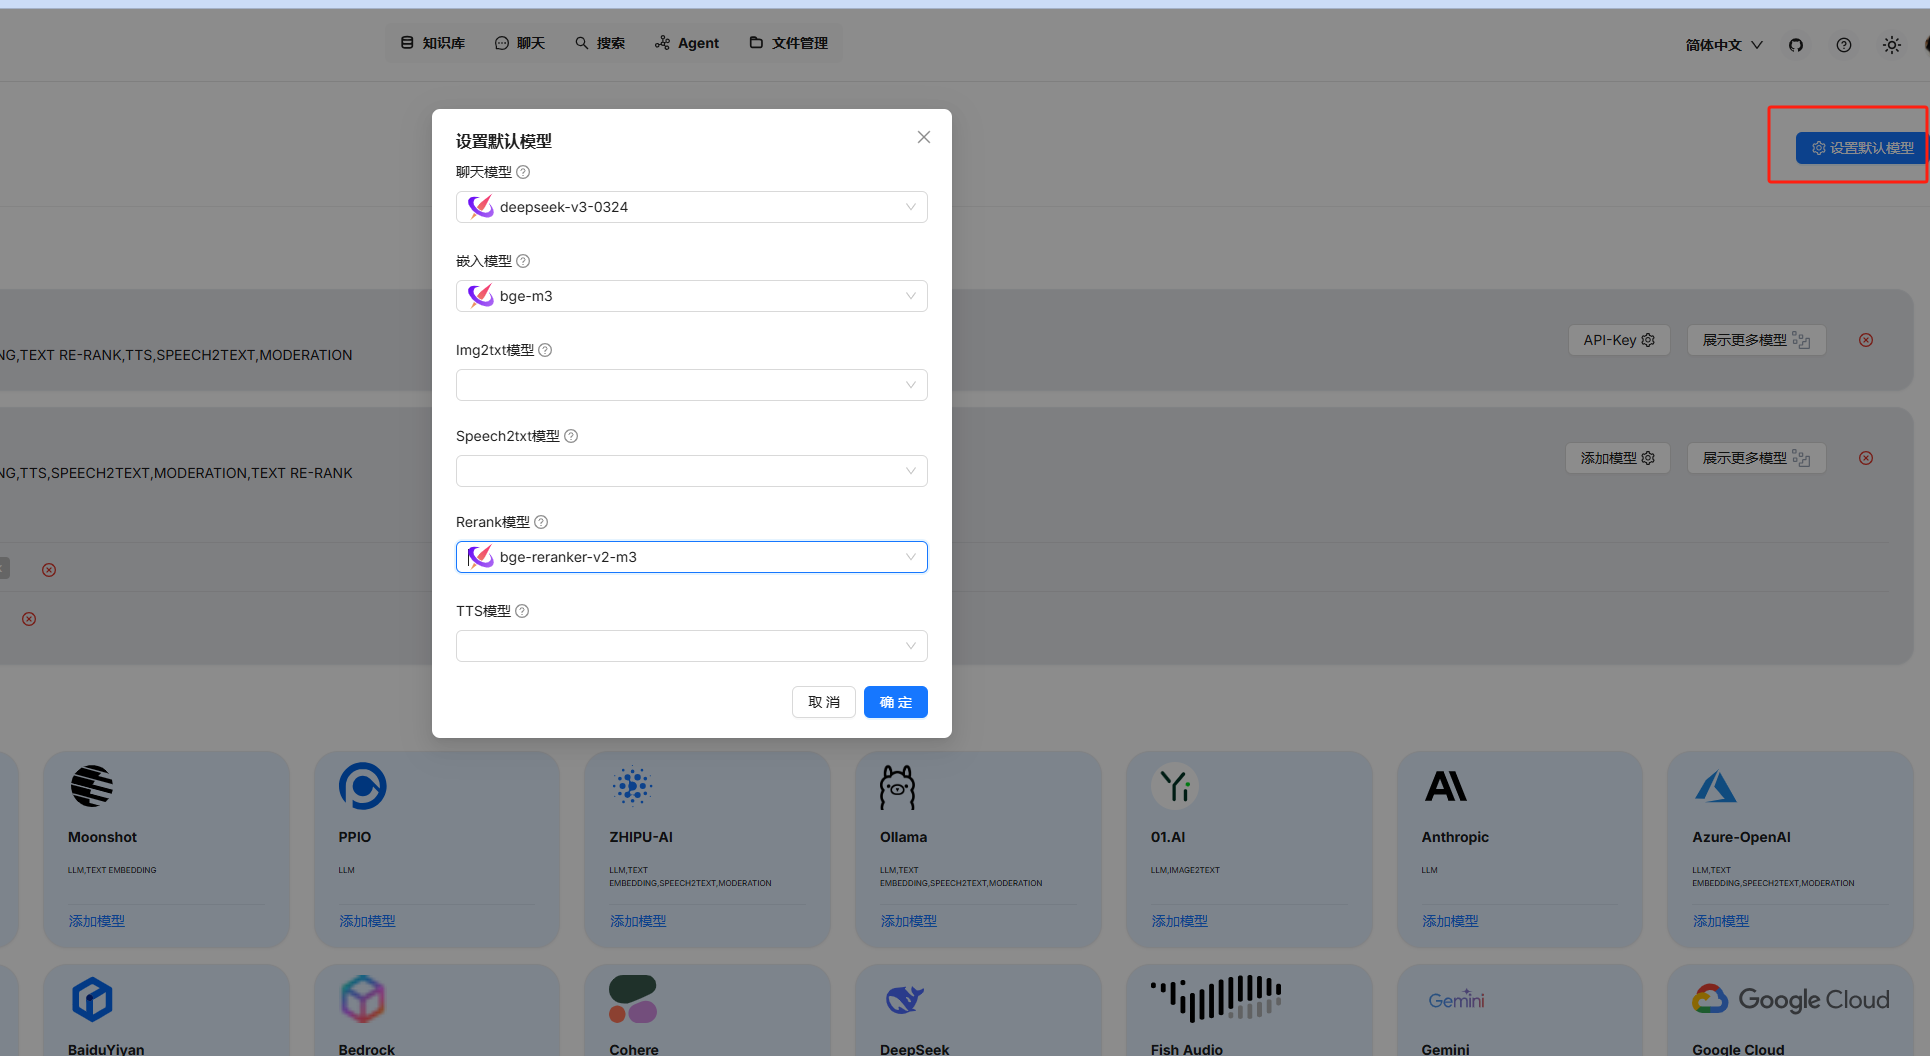 知识库 聊天 搜索 Agent 文件管理 简体中文
设置默认模型
设置默认模型
聊天模型
deepseek-v3-0324
嵌入模型
bge-m3
Img2txt模型
Speech2txt模型
Rerank模型
bge-reranker-v2-m3
TTS模型
取消 确定
NG,TEXT RE-RANK,TTS,SPEECH2TEXT,MODERATION
API-Key 展示更多模型
NG,TTS,SPEECH2TEXT,MODERATION,TEXT RE-RANK
添加模型 展示更多模型
Moonshot
LLM,TEXT EMBEDDING
添加模型
PPIO
LLM
添加模型
ZHIPU-AI
LLM,TEXT
EMBEDDING,SPEECH2TEXT,MODERATION
添加模型
Ollama
LLM,TEXT
EMBEDDING,SPEECH2TEXT,MODERATION
添加模型
01.AI
LLM,IMAGE2TEXT
添加模型
Anthropic
LLM
添加模型
Azure-OpenAI
LLM,TEXT
EMBEDDING,SPEECH2TEXT,MODERATION
添加模型
BaiduYiyan
Bedrock
Cohere
DeepSeek
Fish Audio
Gemini
Gemini
Google Cloud
Google Cloud